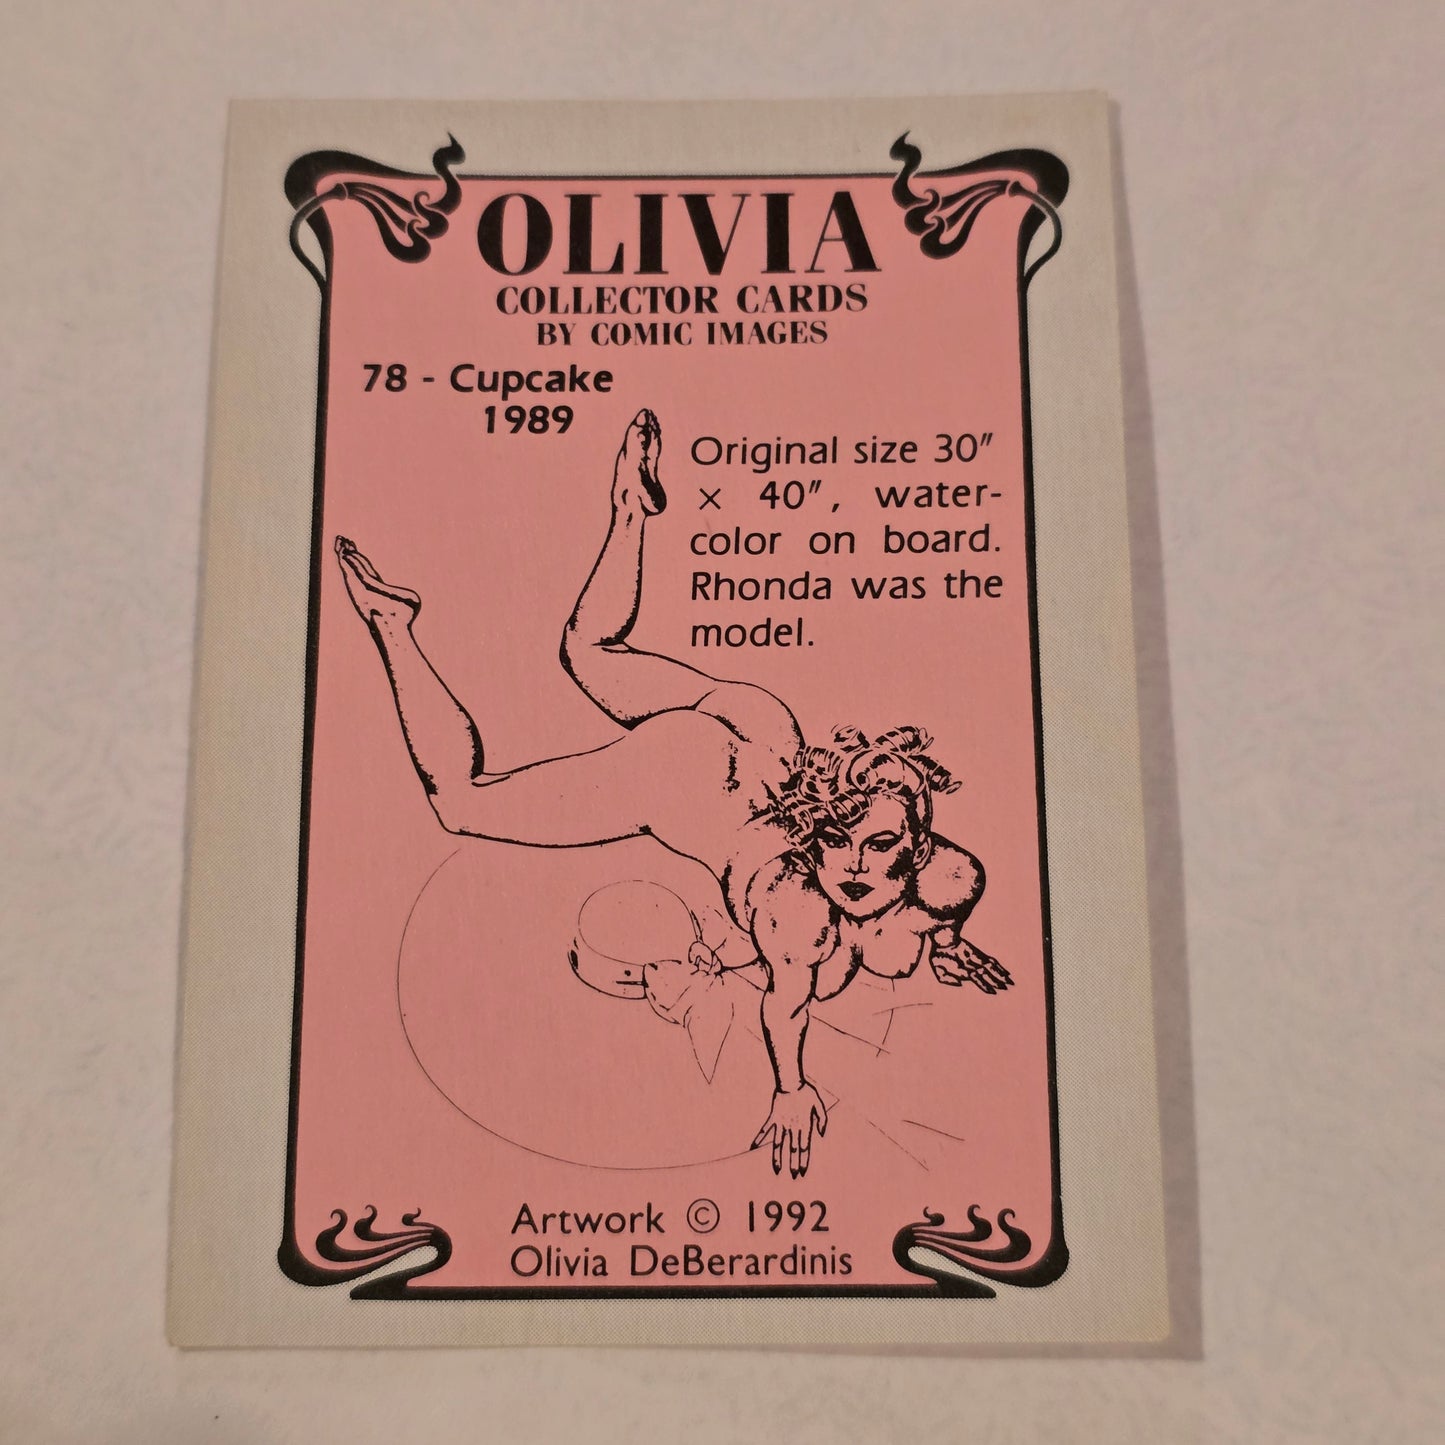 OLIVIA
COLLECTOR CARDS
BY COMIC IMAGES
78 - Cupcake
1989
Original size 30"
× 40", water-
color on board.
Rhonda was the
model.
Artwork © 1992
Olivia DeBerardinis